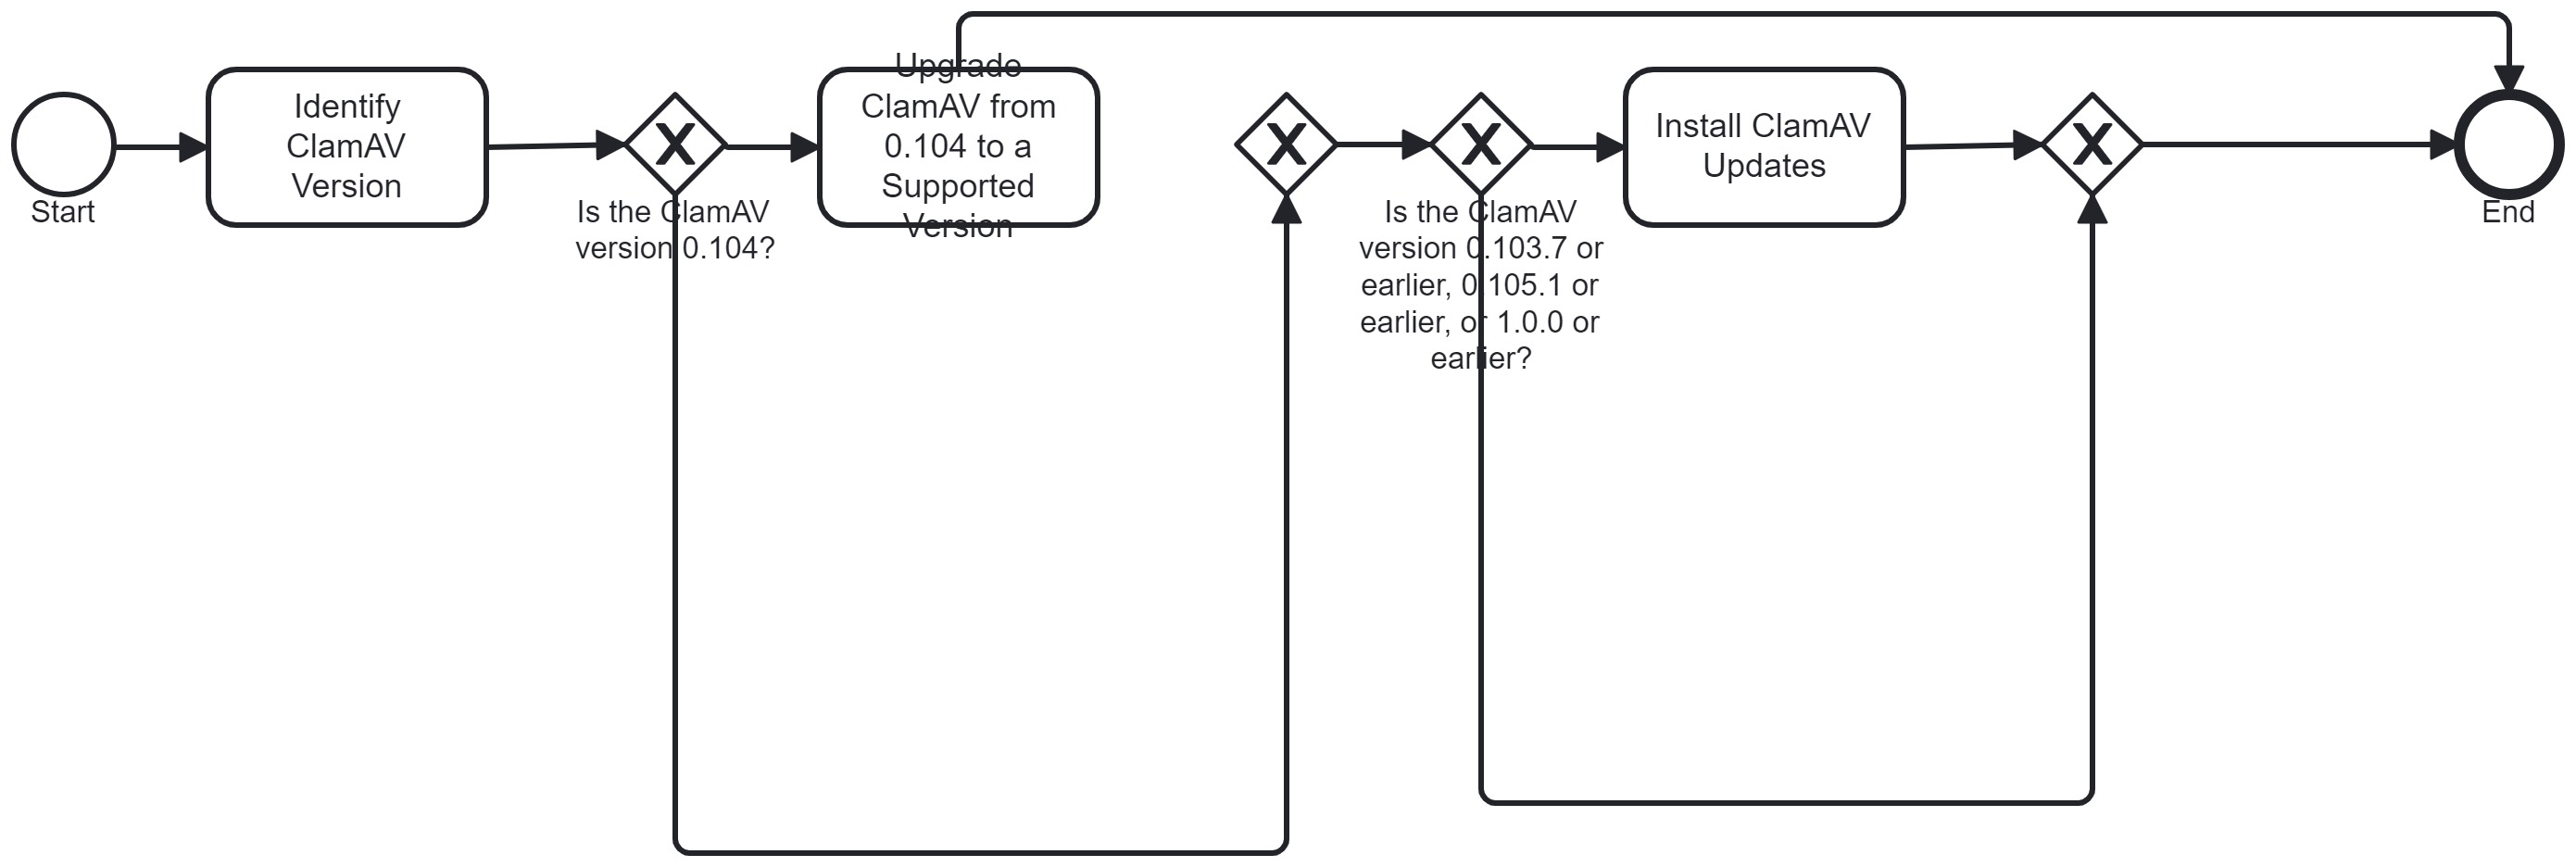 Start
Identify
ClamAV
Version
X
Is the ClamAV
version 0.104?
Upgrade
ClamAV from
0.104 to a
Supported
Version
X
X
Is the ClamAV
version 0.103.7 or
earlier, 0.105.1 or
earlier, or 1.0.0 or
earlier?
Install ClamAV
Updates
X
End